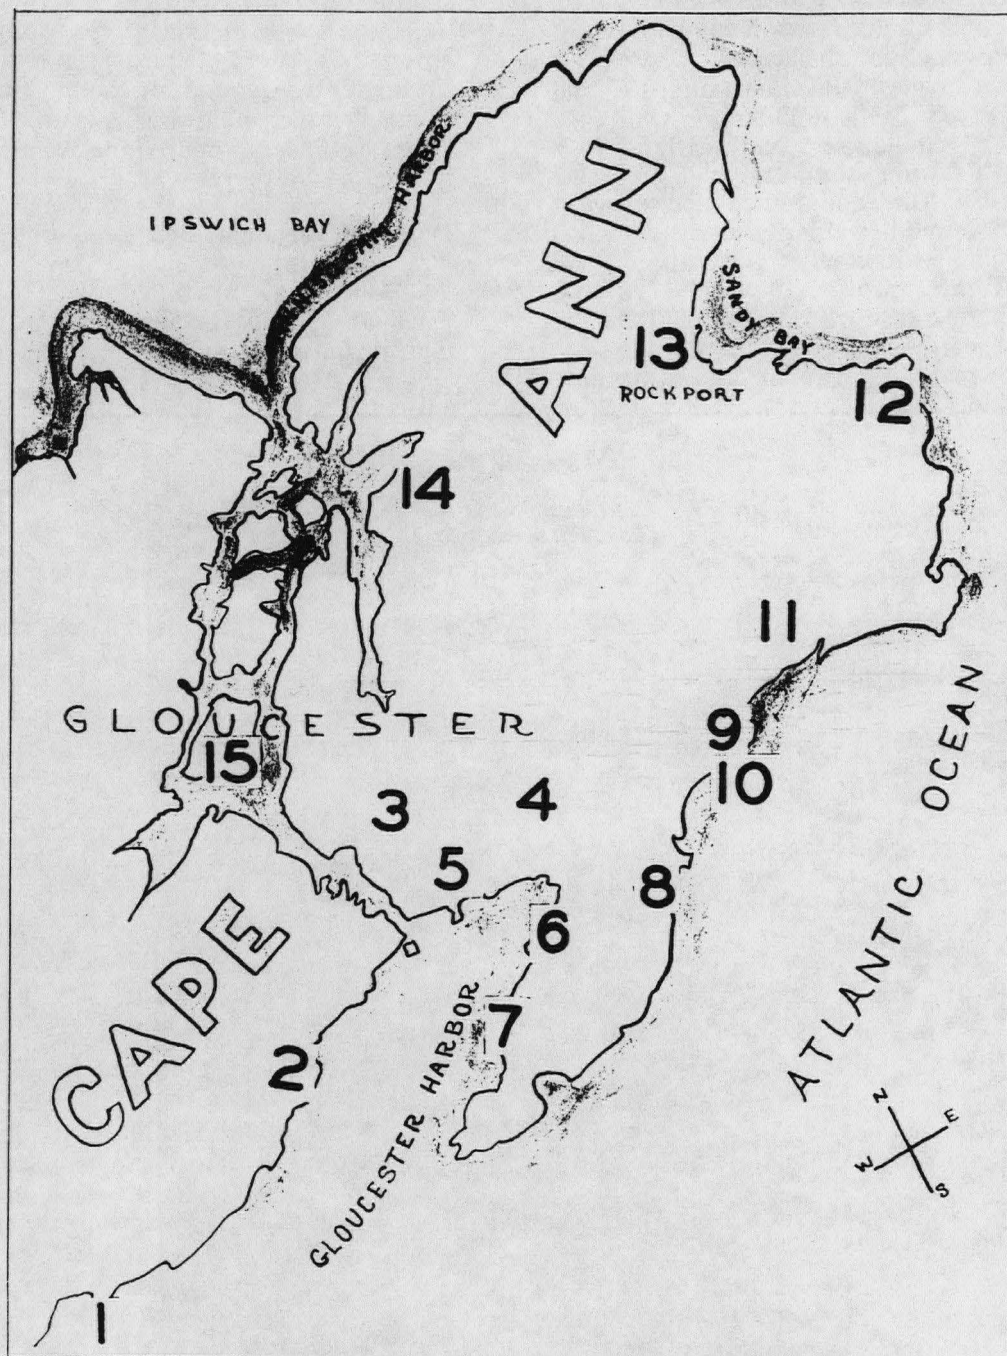 IPSWICH BAY
HARBOR
ANN
SANDY BAY
13
ROCKPORT
12
14
11
GLOUCESTER
9
15
10
3
4
5
8
6
CAPE
7
2
GLOUCESTER HARBOR
ATLANTIC OCEAN
N
E
W
S
1